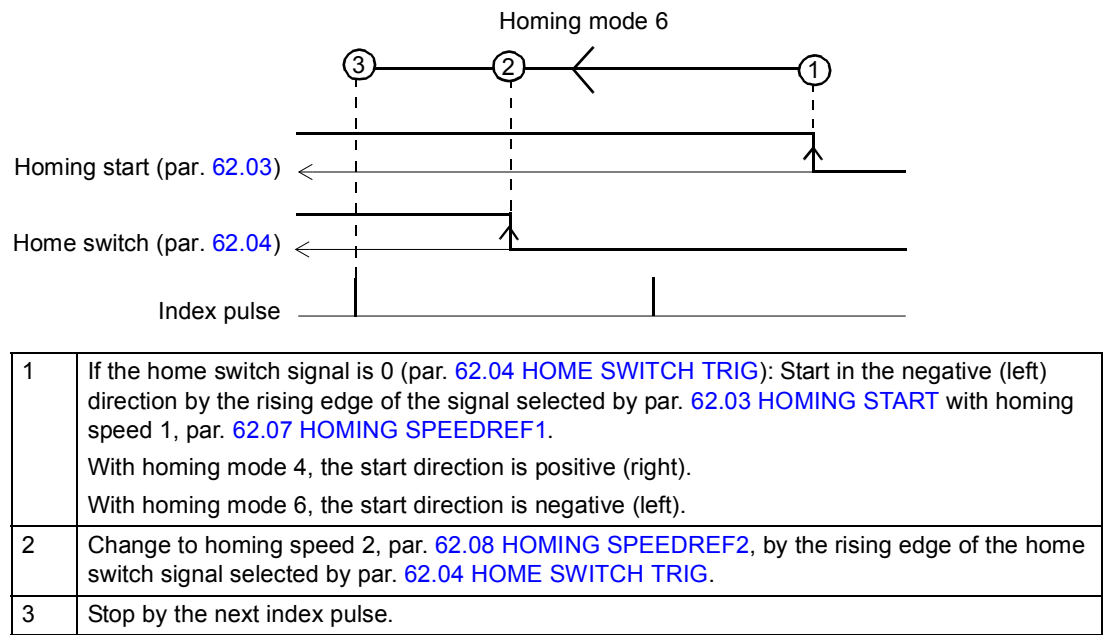 Homing mode 6
3 2 1
Homing start (par. 62.03)
Home switch (par. 62.04)
Index pulse
1 If the home switch signal is 0 (par. 62.04 HOME SWITCH TRIG): Start in the negative (left)
direction by the rising edge of the signal selected by par. 62.03 HOMING START with homing
speed 1, par. 62.07 HOMING SPEEDREF1.
With homing mode 4, the start direction is positive (right).
With homing mode 6, the start direction is negative (left).
2 Change to homing speed 2, par. 62.08 HOMING SPEEDREF2, by the rising edge of the home
switch signal selected by par. 62.04 HOME SWITCH TRIG.
3 Stop by the next index pulse.